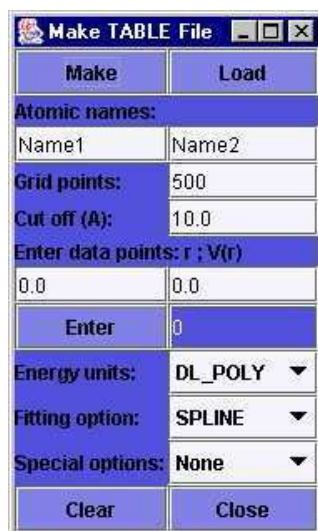 Make TABLE File
Make Load
Atomic names:
Name1 Name2
Grid points: 500
Cut off (A): 10.0
Enter data points: r ; V(r)
0.0 0.0
Enter 0
Energy units: DL_POLY
Fitting option: SPLINE
Special options: None
Clear Close